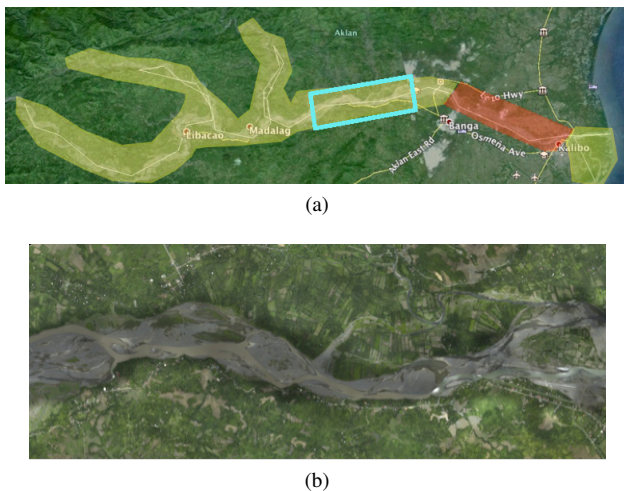 Aklan
Libacao
Madalag
Banga
Osmeña Ave
Aklan East Rd
Kalibo
(a)
(b)